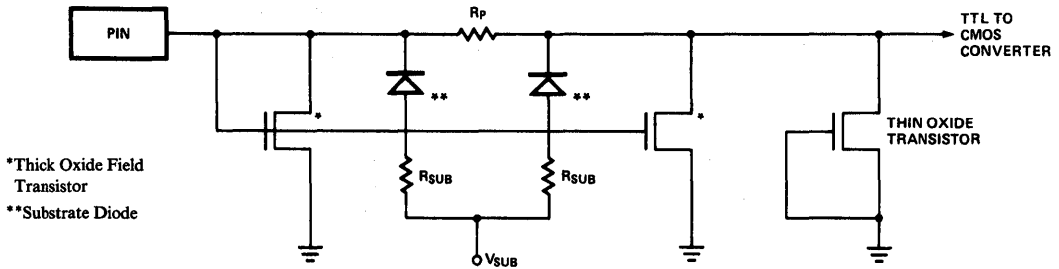 PIN
RP
TTL TO
CMOS
CONVERTER
**
**
*
*
THIN OXIDE
TRANSISTOR
RSUB
RSUB
VSUB
*Thick Oxide Field
Transistor
**Substrate Diode